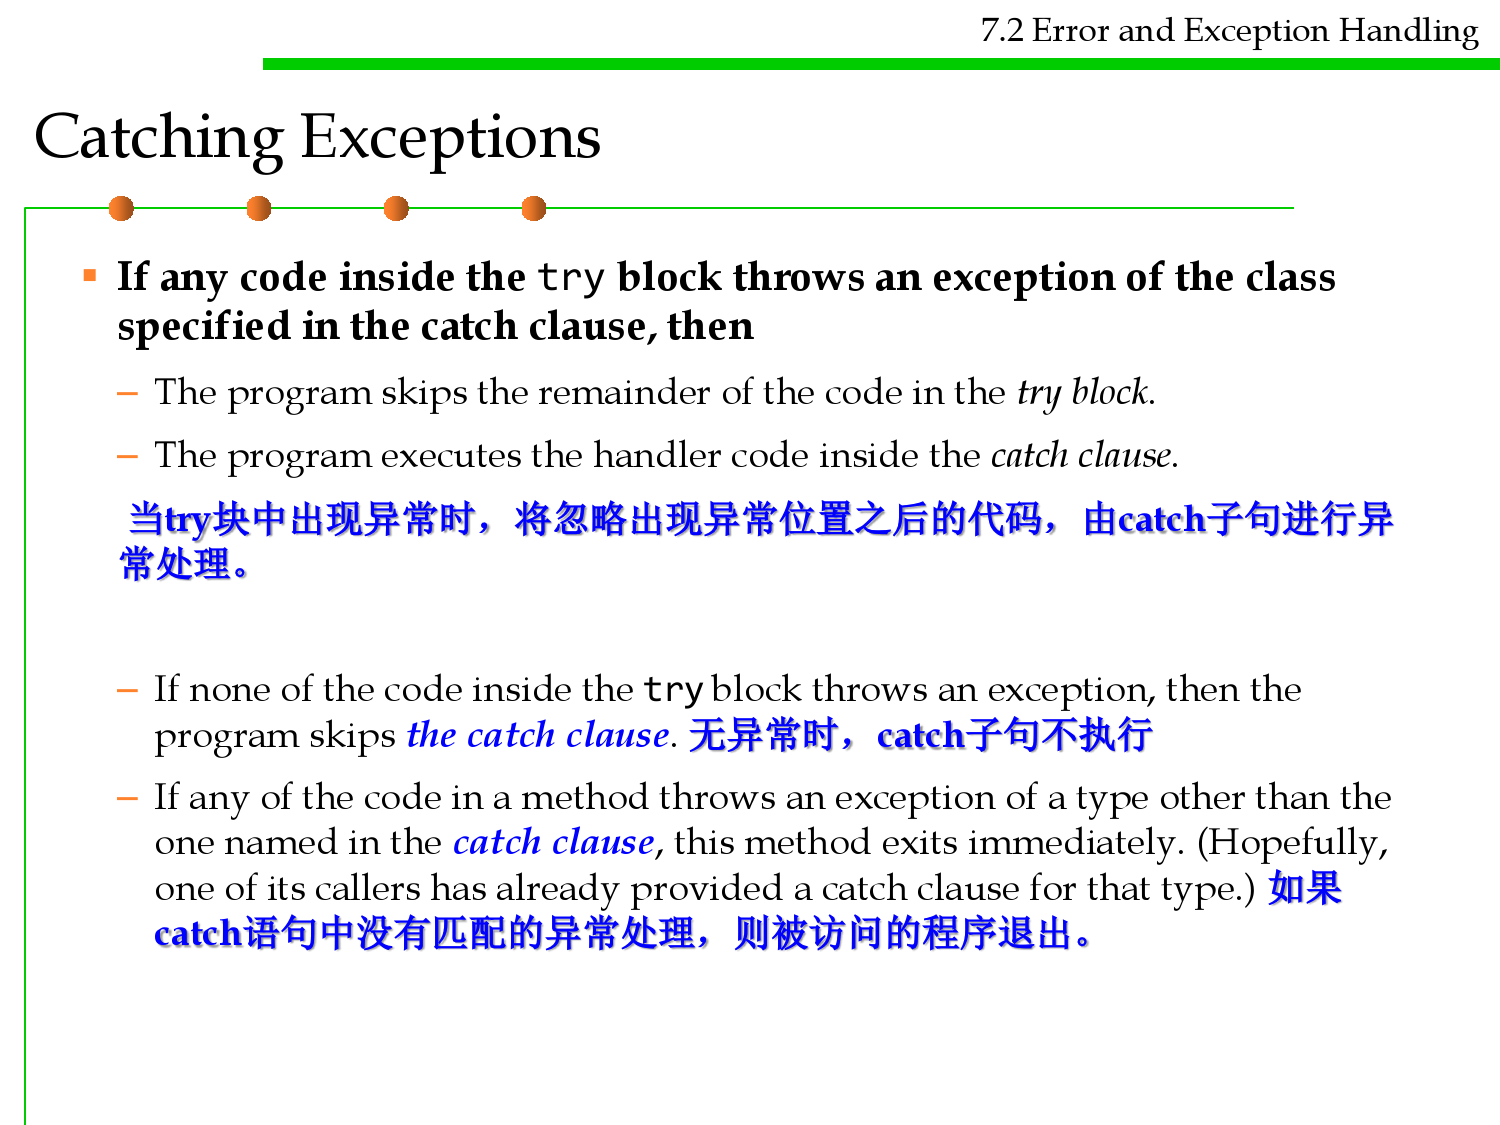 7.2 Error and Exception Handling
Catching Exceptions
▪ If any code inside the try block throws an exception of the class
specified in the catch clause, then
– The program skips the remainder of the code in the try block.
– The program executes the handler code inside the catch clause.
当try块中出现异常时，将忽略出现异常位置之后的代码，由catch子句进行异
常处理。
– If none of the code inside the try block throws an exception, then the
program skips the catch clause. 无异常时，catch子句不执行
– If any of the code in a method throws an exception of a type other than the
one named in the catch clause, this method exits immediately. (Hopefully,
one of its callers has already provided a catch clause for that type.) 如果
catch语句中没有匹配的异常处理，则被访问的程序退出。